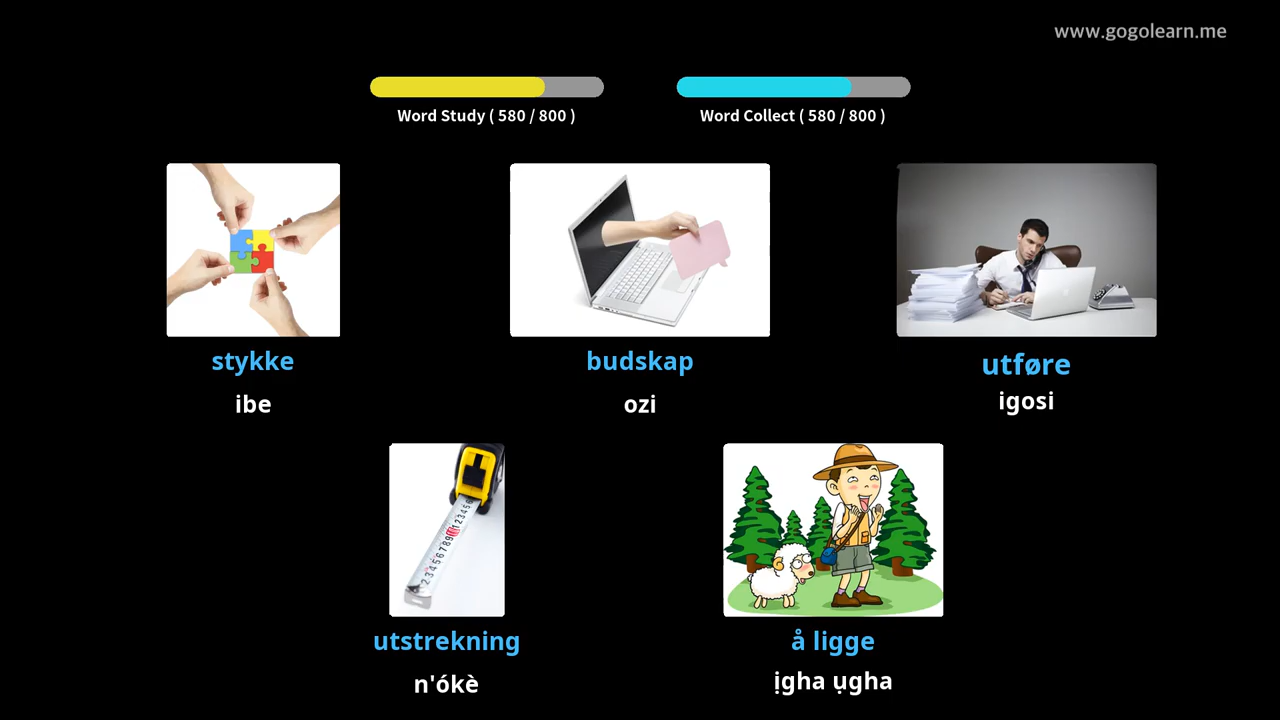 www.gogolearn.me
Word Study ( 580 / 800 )
Word Collect ( 580 / 800 )
stykke
ibe
budskap
ozi
utføre
igosi
utstrekning
n'ókè
å ligge
ịgha ụgha